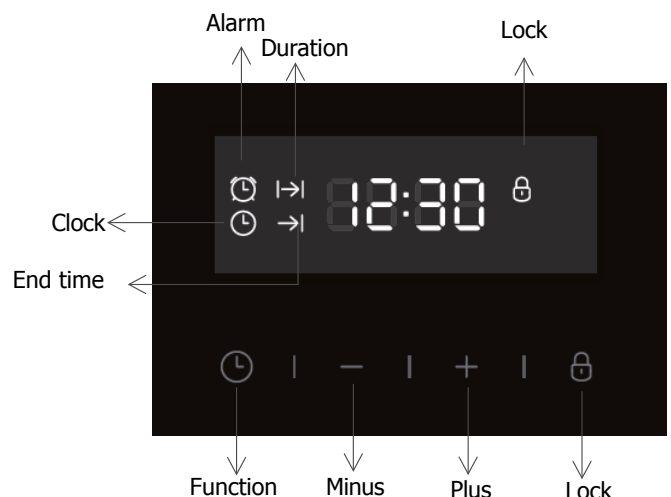 Alarm
Duration
Lock
12:30
Clock
End time
Function
Minus
Plus
Lock